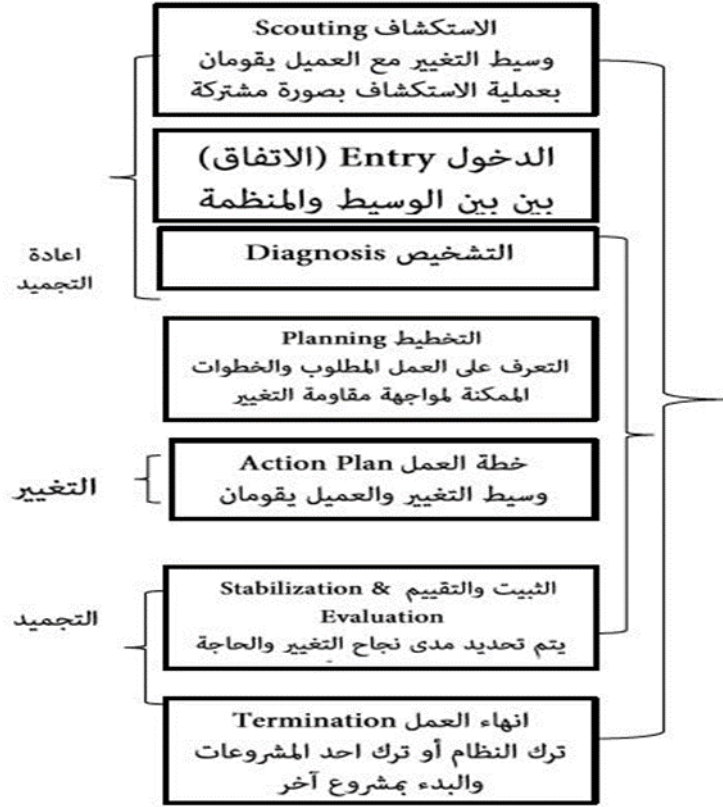 الاستكشاف Scouting
وسيط التغيير مع العميل يقومان
بعملية الاستكشاف بصورة مشتركة
الدخول Entry (الاتفاق)
بين بين الوسيط والمنظمة
التشخيص Diagnosis
اعادة
التجميد
التخطيط Planning
التعرف على العمل المطلوب والخطوات
الممكنة لمواجهة مقاومة التغيير
خطة العمل Action Plan
وسيط التغيير والعميل يقومان
التغيير
الثبيت والتقييم Stabilization &
Evaluation
يتم تحديد مدى نجاح التغيير والحاجة
التجميد
انهاء العمل Termination
ترك النظام أو ترك احد المشروعات
والبدء بمشروع آخر